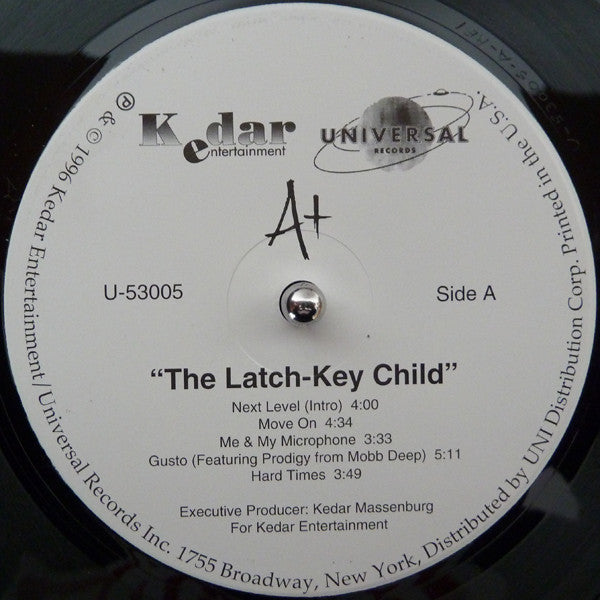 Kedar
entertainment
UNIVERSAL
RECORDS
A+
U-53005
Side A
“The Latch-Key Child”
Next Level (Intro) 4:00
Move On 4:34
Me & My Microphone 3:33
Gusto (Featuring Prodigy from Mobb Deep) 5:11
Hard Times 3:49
Executive Producer: Kedar Massenburg
For Kedar Entertainment
℗ & © 1996 Kedar Entertainment/Universal Records Inc. 1755 Broadway, New York, Distributed by UNI Distribution Corp. Printed in the U.S.A.
U-53005-A-RE1